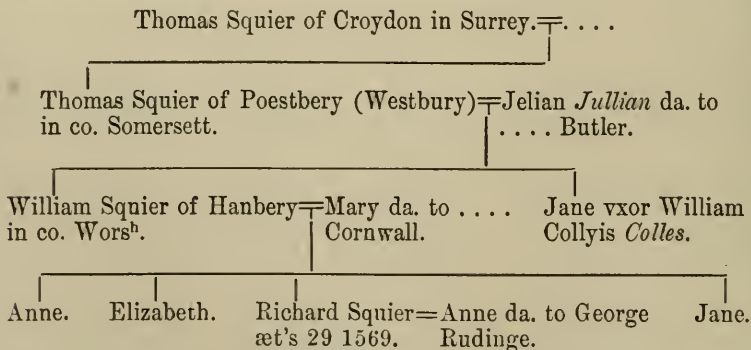 Thomas Squier of Croydon in Surrey.=. . . .
Thomas Squier of Poestbery (Westbury)=Jelian Jullian da. to
in co. Somersett. . . . . Butler.
William Squier of Hanbery=Mary da. to . . . . Jane vxor William
in co. Worsʰ. Cornwall. Collyis Colles.
Anne. Elizabeth. Richard Squier=Anne da. to George Jane.
æt's 29 1569. Rudinge.